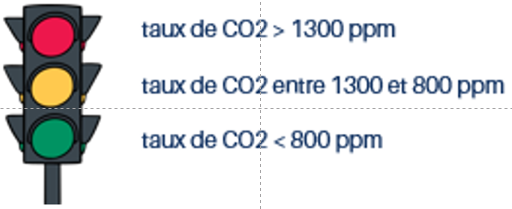 taux de CO2 > 1300 ppm
taux de CO2 entre 1300 et 800 ppm
taux de CO2 < 800 ppm